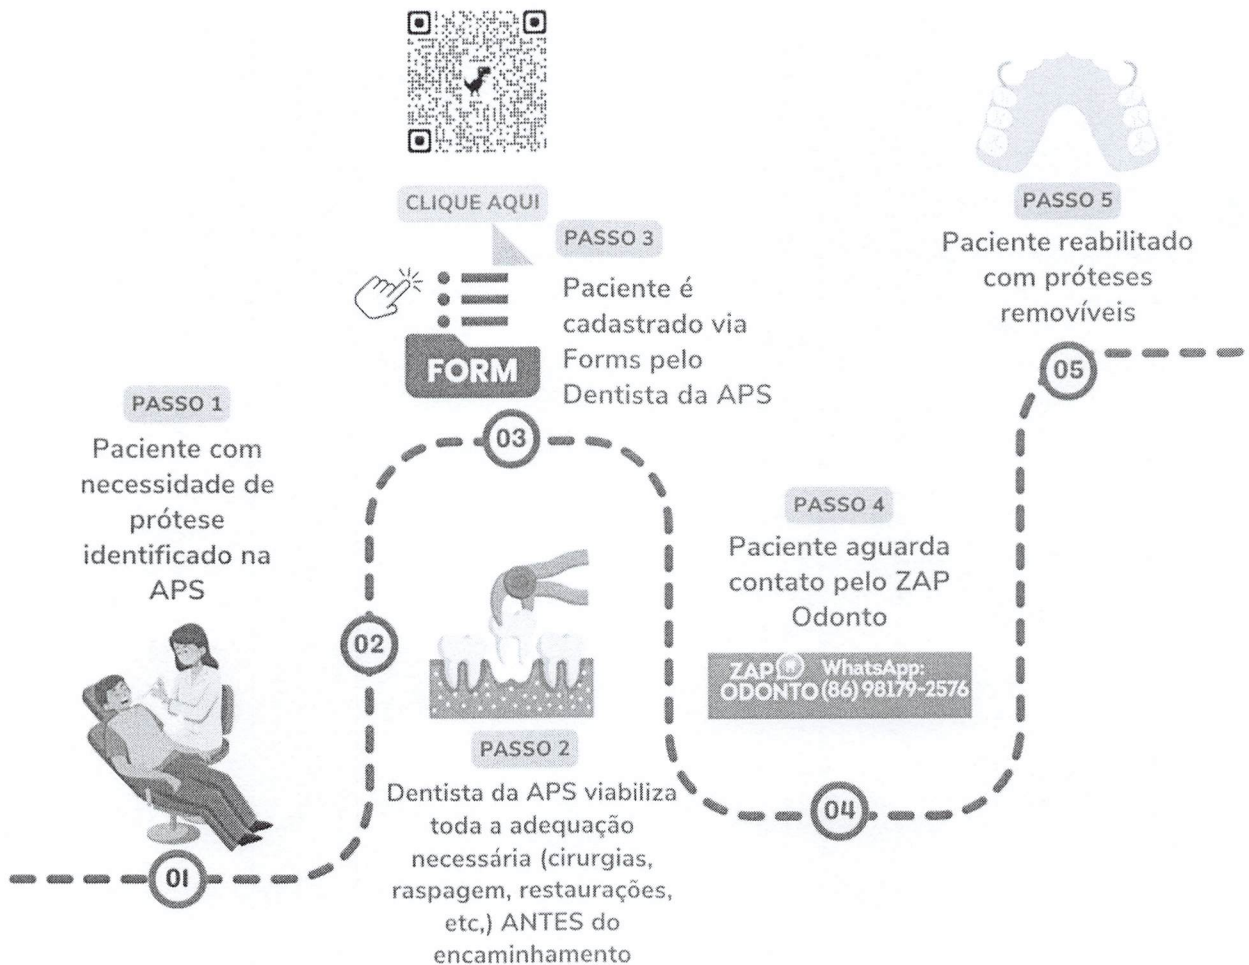 PASSO 1
Paciente com
necessidade de
prótese
identificado na
APS
01
02
PASSO 2
Dentista da APS viabiliza
toda a adequação
necessária (cirurgias,
raspagem, restaurações,
etc,) ANTES do
encaminhamento
CLIQUE AQUI
PASSO 3
Paciente é
cadastrado via
Forms pelo
Dentista da APS
FORM
03
PASSO 4
Paciente aguarda
contato pelo ZAP
Odonto
ZAP WhatsApp:
ODONTO (86) 98179-2576
04
PASSO 5
Paciente reabilitado
com próteses
removíveis
05